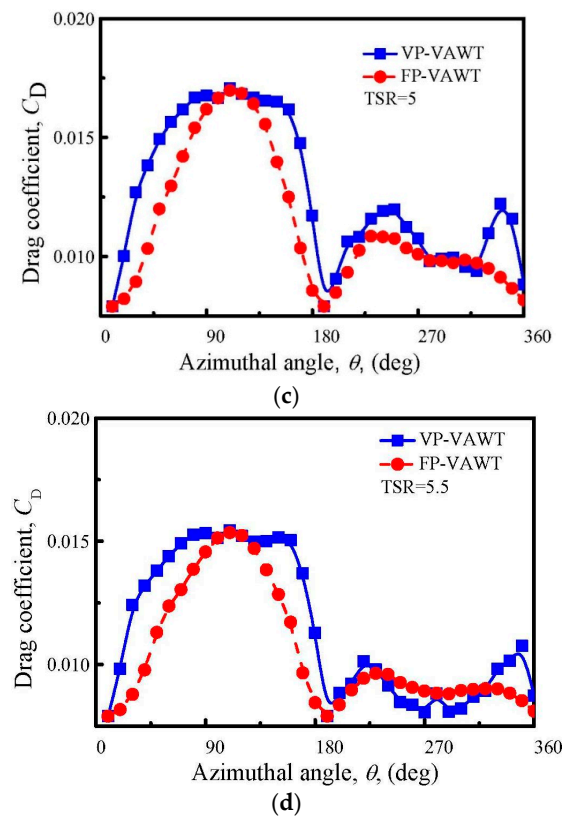 0.020
VP-VAWT
FP-VAWT
TSR=5
0.015
0.010
Drag coefficient, C_D
0 90 180 270 360
Azimuthal angle, θ, (deg)
(c)
0.020
VP-VAWT
FP-VAWT
TSR=5.5
0.015
0.010
Drag coefficient, C_D
0 90 180 270 360
Azimuthal angle, θ, (deg)
(d)